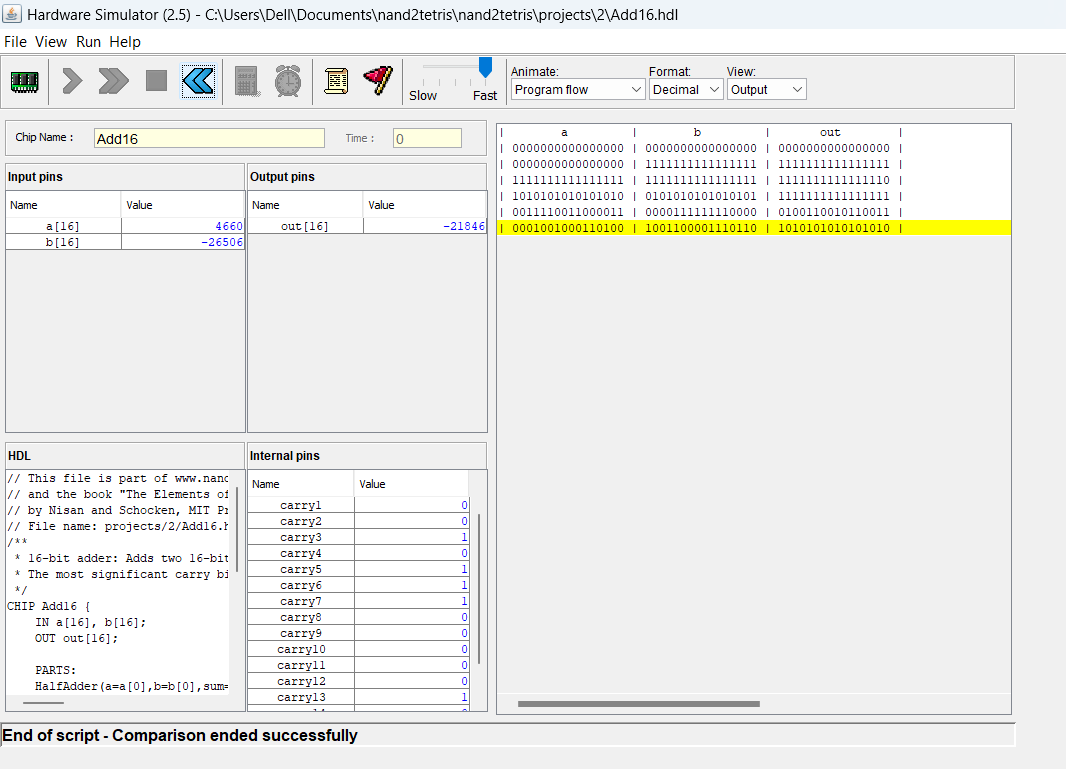 Hardware Simulator (2.5) - C:\Users\Dell\Documents\nand2tetris\nand2tetris\projects\2\Add16.hdl
File View Run Help
Slow Fast
Animate: Format: View:
Program flow Decimal Output
Chip Name : Add16 Time : 0
Input pins Output pins
Name Value Name Value
a[16] 4660 out[16] -21846
b[16] -26506
| a | b | out |
| 0000000000000000 | 0000000000000000 | 0000000000000000 |
| 0000000000000000 | 1111111111111111 | 1111111111111111 |
| 1111111111111111 | 1111111111111111 | 1111111111111110 |
| 1010101010101010 | 0101010101010101 | 1111111111111111 |
| 0011110011000011 | 0000111111110000 | 0100110010110011 |
| 0001001000110100 | 1001100001110110 | 1010101010101010 |
HDL
// This file is part of www.nand
// and the book "The Elements of
// by Nisan and Schocken, MIT Pr
// File name: projects/2/Add16.h
/**
* 16-bit adder: Adds two 16-bit
* The most significant carry bi
*/
CHIP Add16 {
IN a[16], b[16];
OUT out[16];
PARTS:
HalfAdder(a=a[0],b=b[0],sum=
Internal pins
Name Value
carry1 0
carry2 0
carry3 1
carry4 0
carry5 1
carry6 1
carry7 1
carry8 0
carry9 0
carry10 0
carry11 0
carry12 0
carry13 1
End of script - Comparison ended successfully